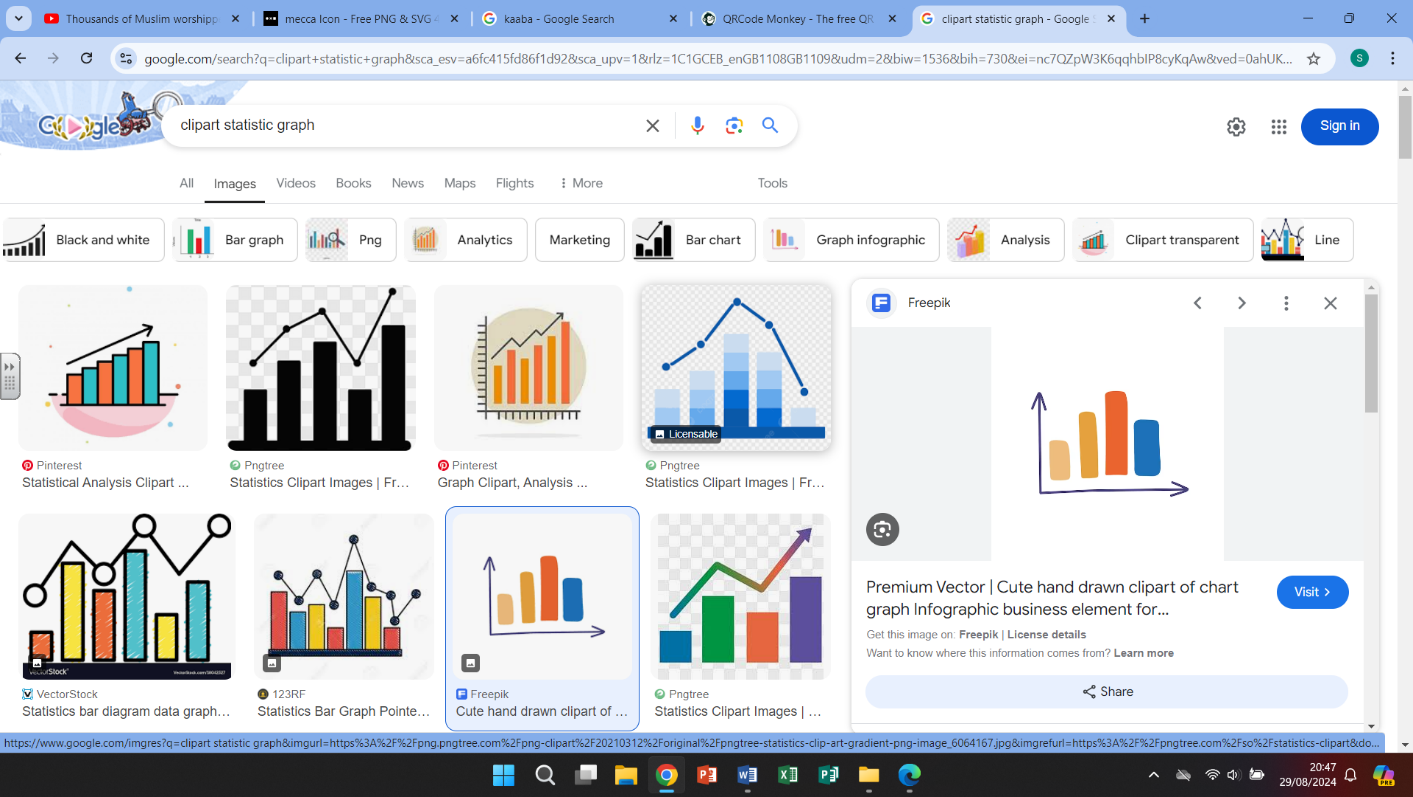 Thousands of Muslim worshipp
mecca Icon - Free PNG & SVG 4
kaaba - Google Search
QRCode Monkey - The free QR
clipart statistic graph - Google S
google.com/search?q=clipart+statistic+graph&sca_esv=a6fc415fd86f1d92&sca_upv=1&rlz=1C1GCEB_enGB1108GB1109&udm=2&biw=1536&bih=730&ei=nc7QZpW3K6qqhbIP8cyKqAw&ved=0ahUK...
S
Google
clipart statistic graph
Sign in
All
Images
Videos
Books
News
Maps
Flights
More
Tools
Black and white
Bar graph
Png
Analytics
Marketing
Bar chart
Graph infographic
Analysis
Clipart transparent
Line
Freepik
Licensable
Pinterest
Statistical Analysis Clipart ...
Pngtree
Statistics Clipart Images | Fr...
Pinterest
Graph Clipart, Analysis ...
Pngtree
Statistics Clipart Images | Fr...
Premium Vector | Cute hand drawn clipart of chart
graph Infographic business element for...
Visit
Get this image on: Freepik | License details
Want to know where this information comes from? Learn more
Share
VectorStock
VectorStock
Statistics bar diagram data graph...
123RF
Statistics Bar Graph Pointe...
Freepik
Cute hand drawn clipart of ...
Pngtree
Statistics Clipart Images | ...
https://www.google.com/imgres?q=clipart statistic graph&imgurl=https%3A%2F%2Fpng.pngtree.com%2Fpng-clipart%2F20210312%2Foriginal%2Fpngtree-statistics-clip-art-gradient-png-image_6064167.jpg&imgrefurl=https%3A%2F%2Fpngtree.com%2Fso%2Fstatistics-clipart&do...
20:47
29/08/2024